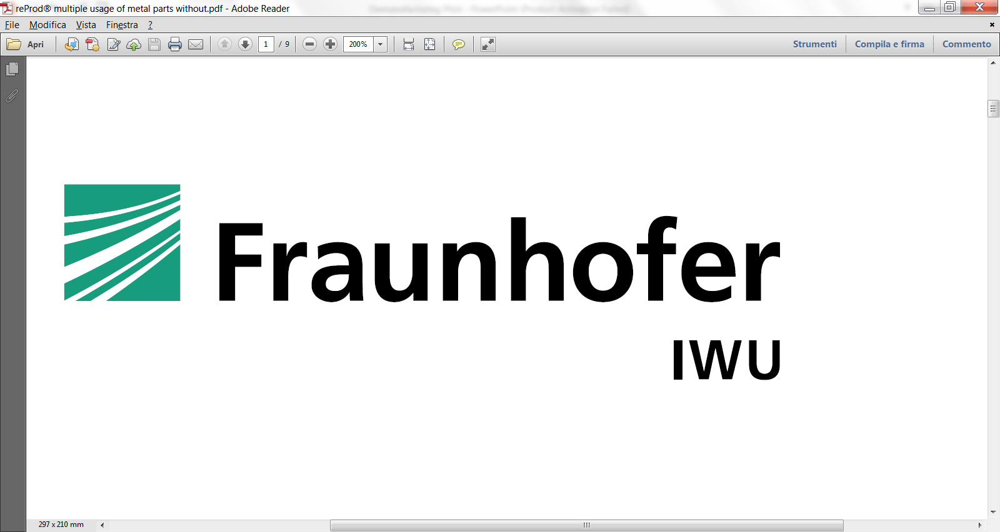 reProd® multiple usage of metal parts without.pdf - Adobe Reader
File Modifica Vista Finestra ?
Apri 1 / 9 200% Strumenti Compila e firma Commento
Fraunhofer
IWU
297 x 210 mm